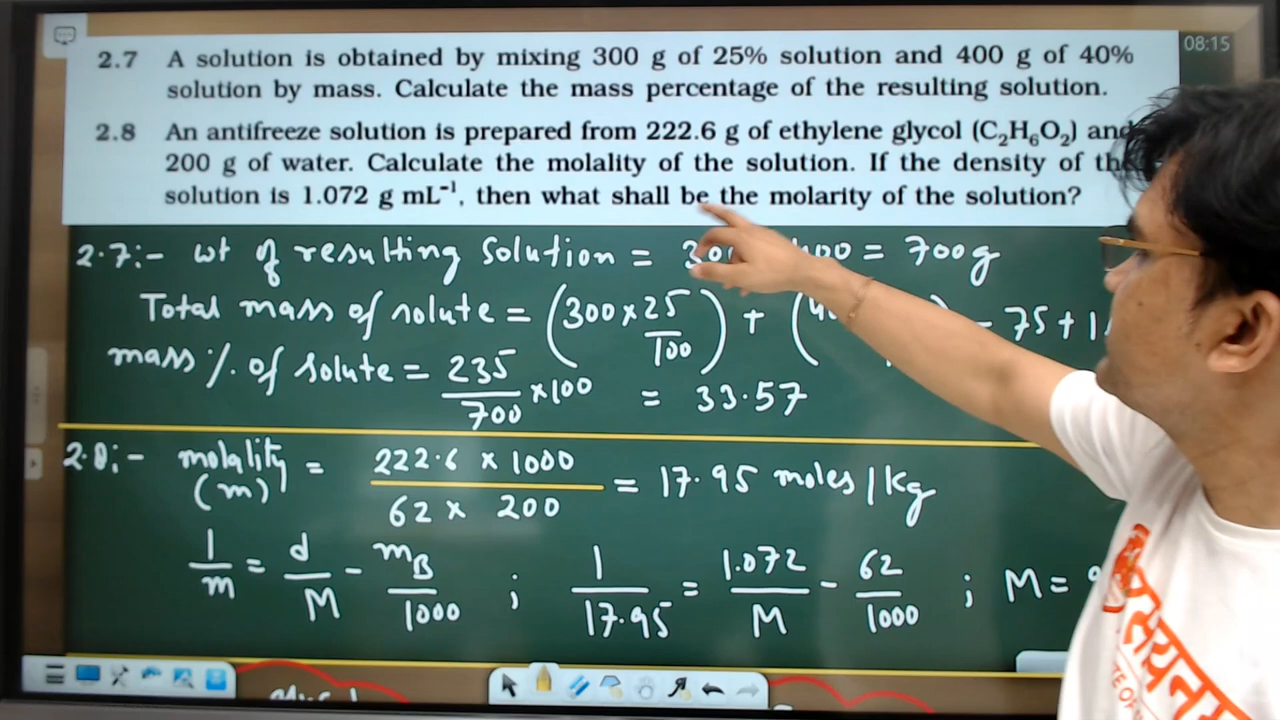 08:15
2.7 A solution is obtained by mixing 300 g of 25% solution and 400 g of 40%
solution by mass. Calculate the mass percentage of the resulting solution.
2.8 An antifreeze solution is prepared from 222.6 g of ethylene glycol (C₂H₆O₂) and
200 g of water. Calculate the molality of the solution. If the density of the
solution is 1.072 g mL⁻¹, then what shall be the molarity of the solution?
2.7:- wt of resulting solution = 300 400 = 700g
Total mass of solute = (300×25/100) + ( 75+1
mass %. of solute = 235/700 ×100 = 33.57
2.8:- molality (m) = 222.6 × 1000 / 62 × 200 = 17.95 moles/kg
1/m = d/M - mB/1000 ; 1/17.95 = 1.072/M - 62/1000 ; M = 9